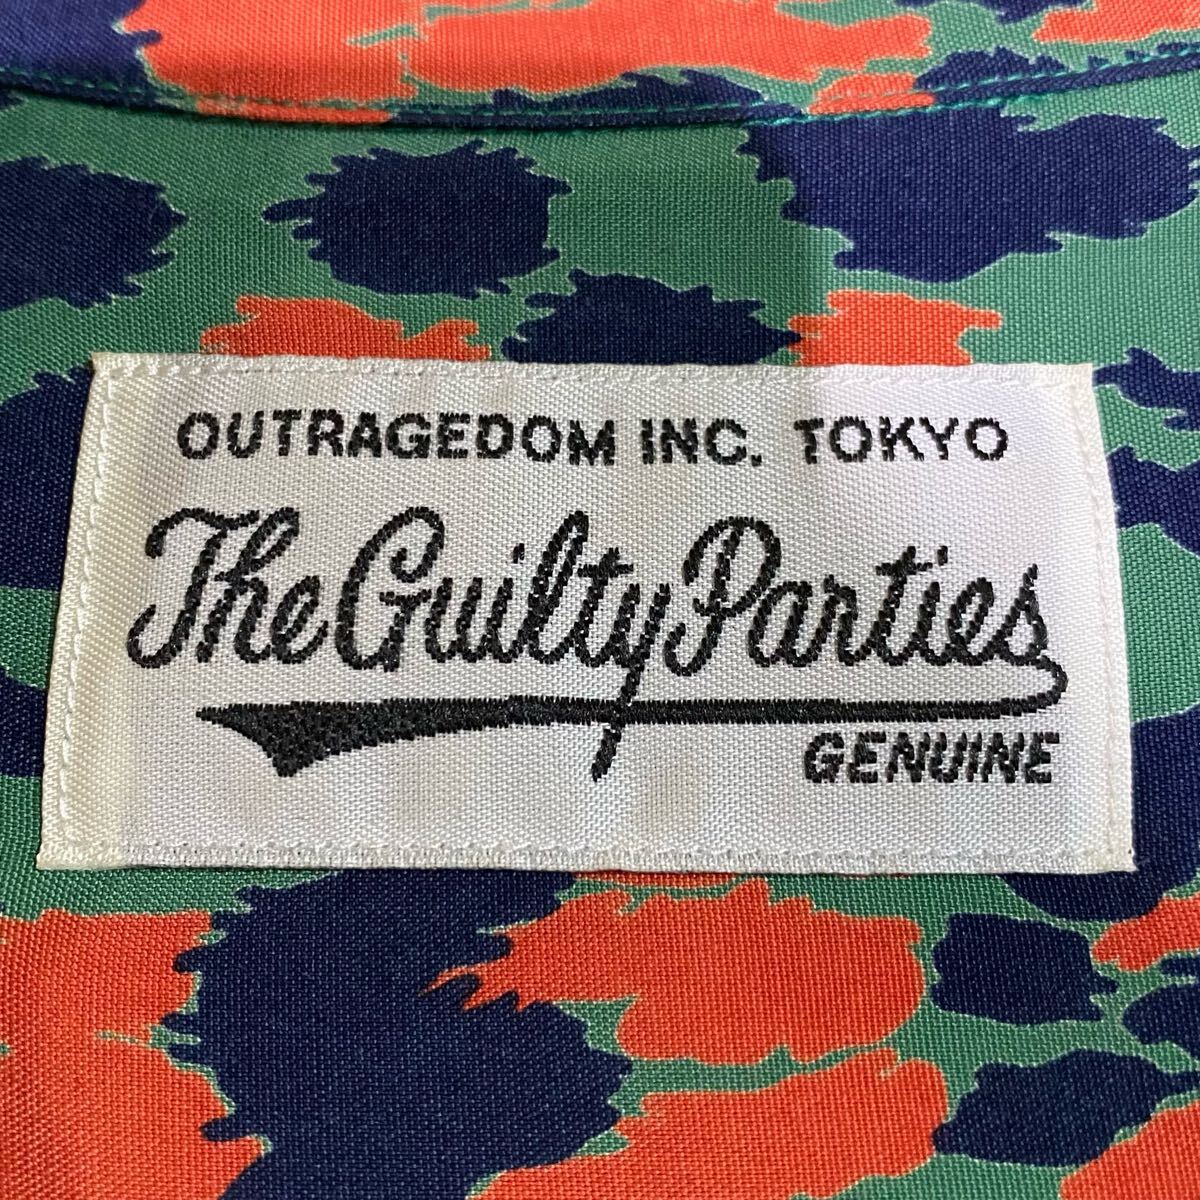 OUTRAGEDOM INC. TOKYO
The Guilty Parties
GENUINE